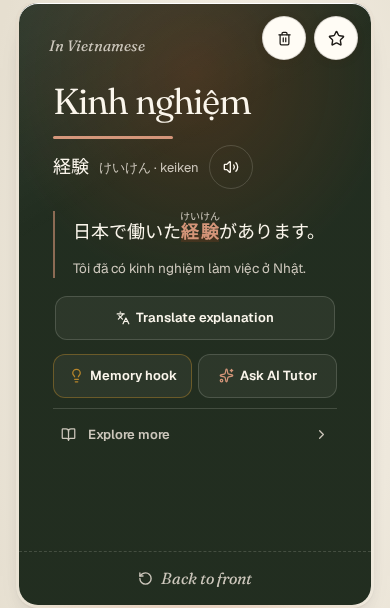 In Vietnamese
Kinh nghiệm
経験 けいけん · keiken
けいけん
日本で働いた経験があります。
Tôi đã có kinh nghiệm làm việc ở Nhật.
Translate explanation
Memory hook
Ask AI Tutor
Explore more
Back to front